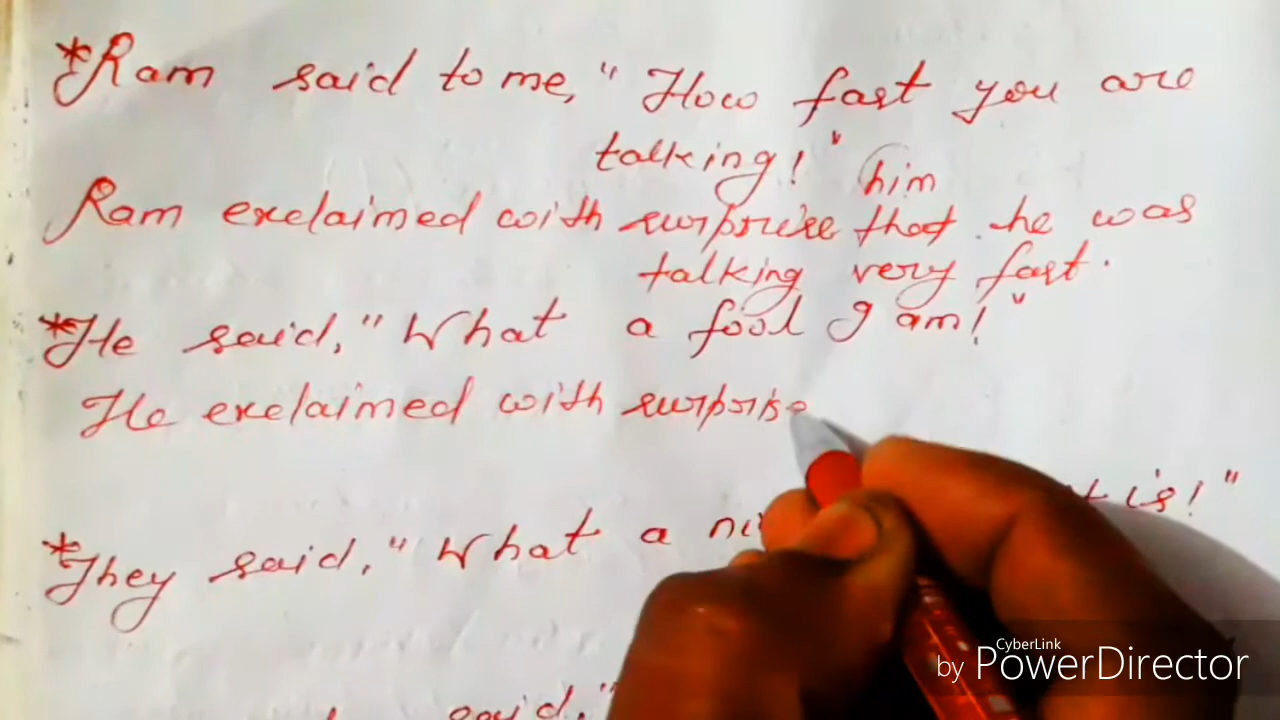 *Ram said to me, "How fast you are
talking!"
him
Ram exclaimed with surprise that he was
talking very fast.
*He said, "What a fool I am!"
He exclaimed with surprise
*They said, "What a is!"
said,"
CyberLink
by PowerDirector